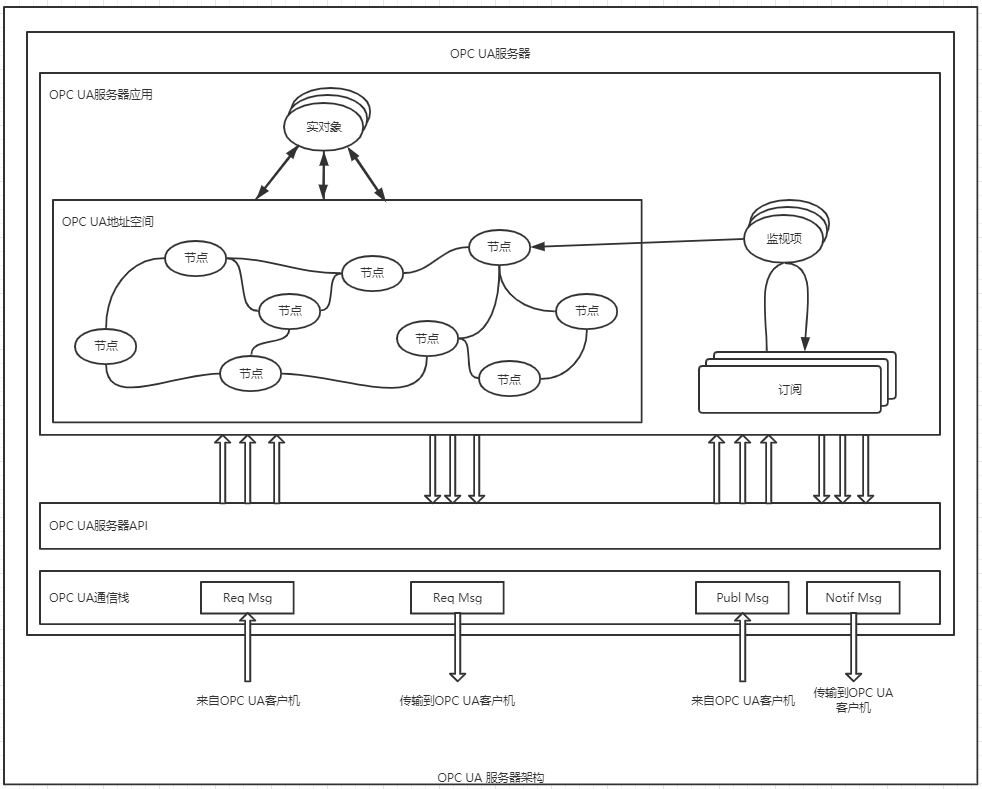 OPC UA服务器
OPC UA服务器应用
实对象
OPC UA地址空间
监视项
节点
节点
节点
节点
节点
节点
节点
节点
节点
订阅
OPC UA服务器API
OPC UA通信栈
Req Msg
Req Msg
Publ Msg
Notif Msg
来自OPC UA客户机
传输到OPC UA客户机
来自OPC UA客户机
传输到OPC UA
客户机
OPC UA 服务器架构